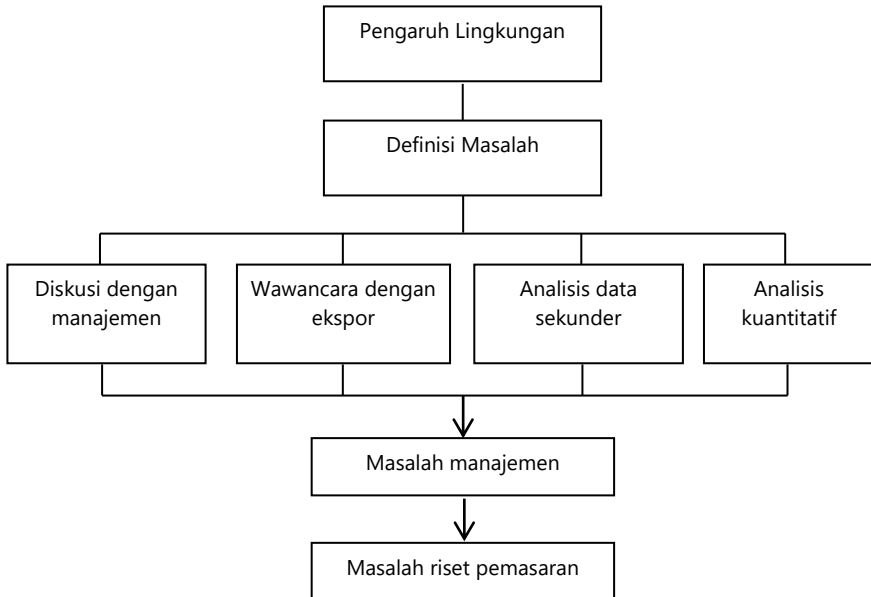 Pengaruh Lingkungan
Definisi Masalah
Diskusi dengan
manajemen
Wawancara dengan
ekspor
Analisis data
sekunder
Analisis
kuantitatif
Masalah manajemen
Masalah riset pemasaran